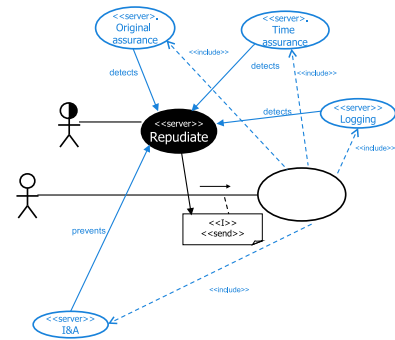 <<server>.
Original
assurance
<<server>.
Time
assurance
<<include>>
<<include>>
detects
detects
detects
<<server>>
Logging
<<server>>
Repudiate
<<include>>
<<I>>
<<send>>
prevents
<<include>>
<<server>>
I&A